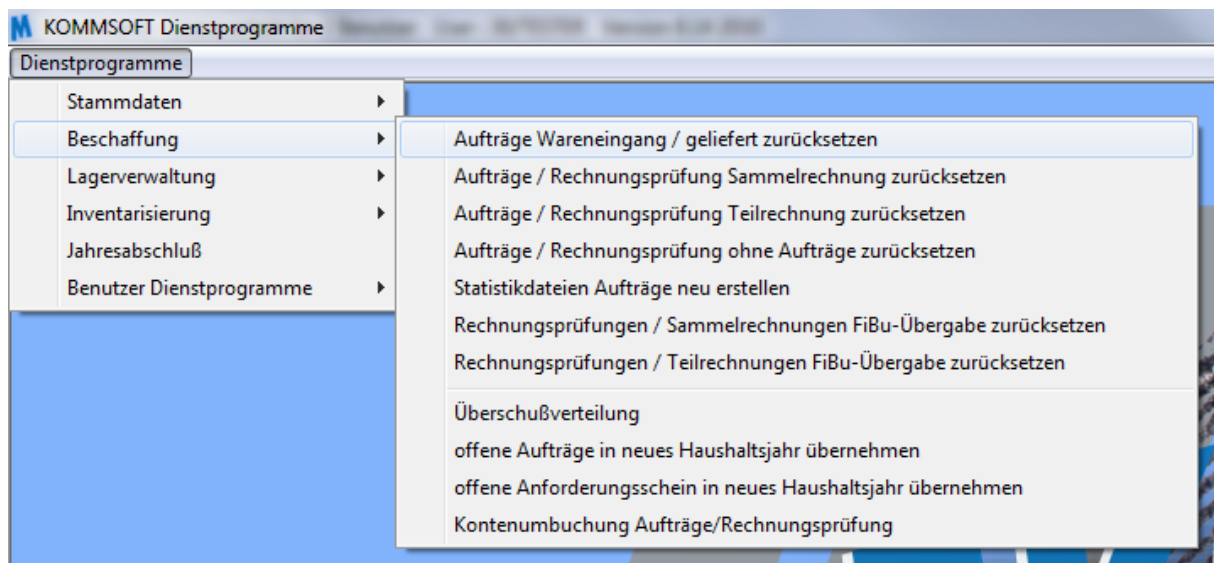 KOMMSOFT Dienstprogramme
Dienstprogramme
Stammdaten
Beschaffung
Lagerverwaltung
Inventarisierung
Jahresabschluß
Benutzer Dienstprogramme
Aufträge Wareneingang / geliefert zurücksetzen
Aufträge / Rechnungsprüfung Sammelrechnung zurücksetzen
Aufträge / Rechnungsprüfung Teilrechnung zurücksetzen
Aufträge / Rechnungsprüfung ohne Aufträge zurücksetzen
Statistikdateien Aufträge neu erstellen
Rechnungsprüfungen / Sammelrechnungen FiBu-Übergabe zurücksetzen
Rechnungsprüfungen / Teilrechnungen FiBu-Übergabe zurücksetzen
Überschußverteilung
offene Aufträge in neues Haushaltsjahr übernehmen
offene Anforderungsschein in neues Haushaltsjahr übernehmen
Kontenumbuchung Aufträge/Rechnungsprüfung